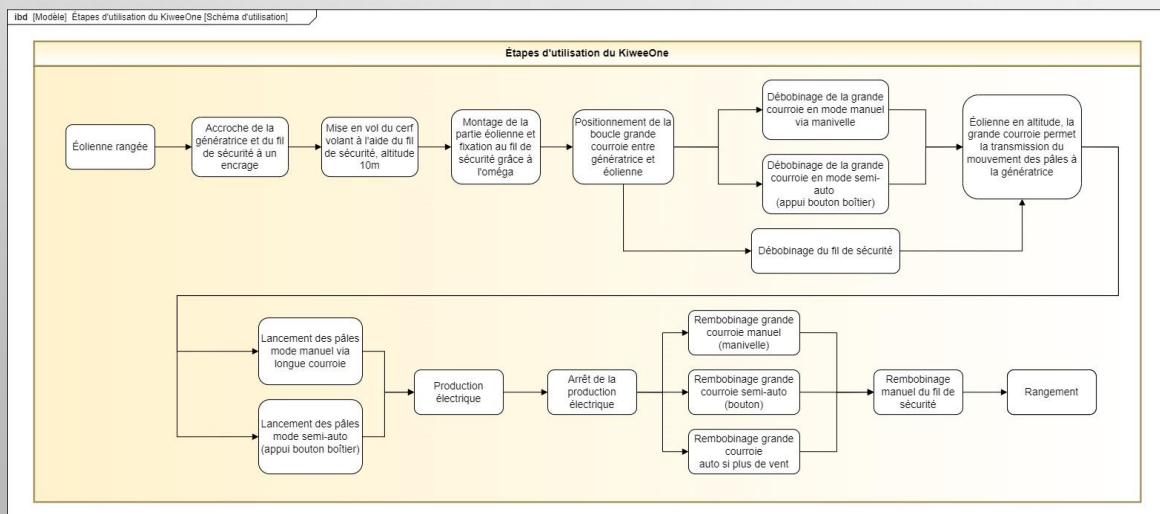 ibd [Modèle] Étapes d'utilisation du KiweeOne [Schéma d'utilisation]
Étapes d'utilisation du KiweeOne
Éolienne rangée
Accroche de la
génératrice et du fil
de sécurité à un
encrage
Mise en vol du cerf
volant à l'aide du fil
de sécurité, altitude
10m
Montage de la
partie éolienne et
fixation au fil de
sécurité grâce à
l'oméga
Positionnement de la
boucle grande
courroie entre
génératrice et
éolienne
Débobinage de la grande
courroie en mode manuel
via manivelle
Débobinage de la grande
courroie en mode semi-
auto
(appui bouton boîtier)
Débobinage du fil de sécurité
Éolienne en altitude, la
grande courroie permet
la transmission du
mouvement des pâles à
la génératrice
Lancement des pâles
mode manuel via
longue courroie
Lancement des pâles
mode semi-auto
(appui bouton boîtier)
Production
électrique
Arrêt de la
production
électrique
Rembobinage grande
courroie manuel
(manivelle)
Rembobinage grande
courroie semi-auto
(bouton)
Rembobinage grande
courroie
auto si plus de vent
Rembobinage
manuel du fil de
sécurité
Rangement